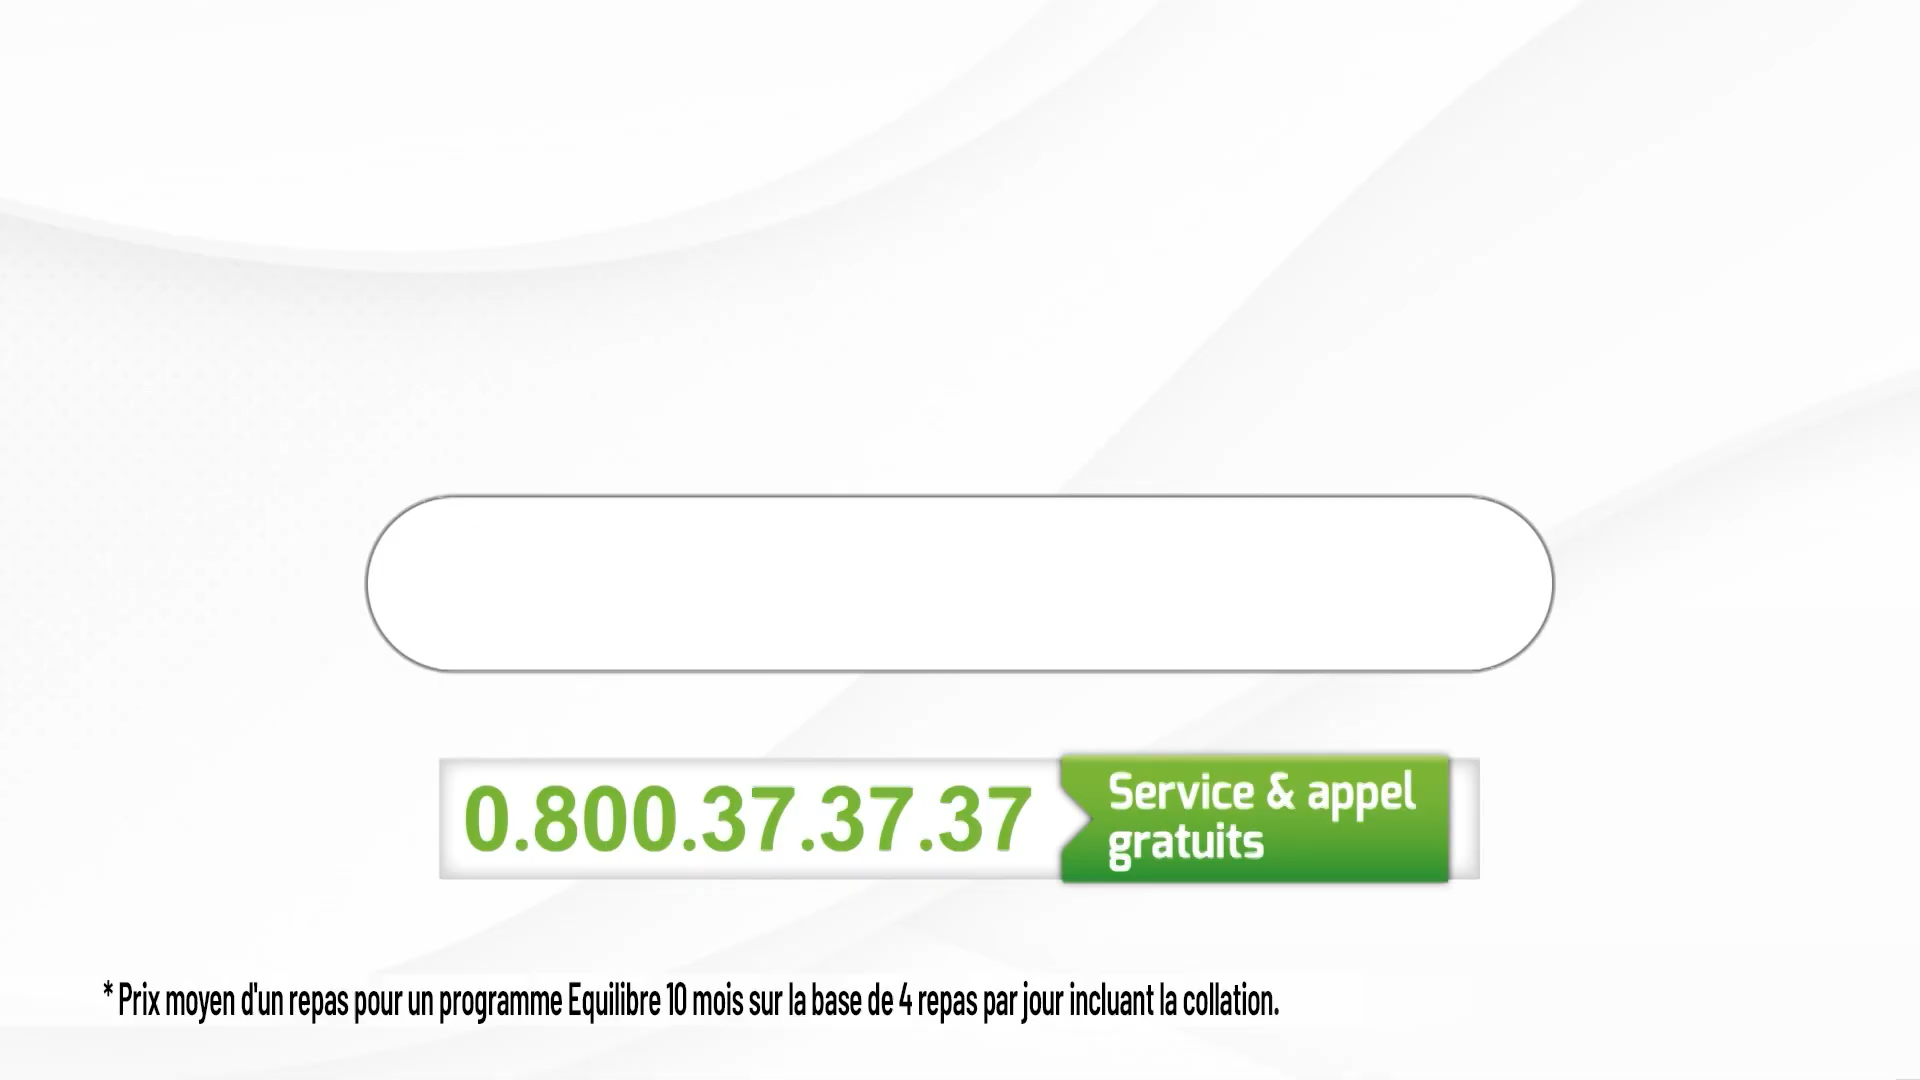 0.800.37.37.37
Service & appel
gratuits
* Prix moyen d'un repas pour un programme Equilibre 10 mois sur la base de 4 repas par jour incluant la collation.